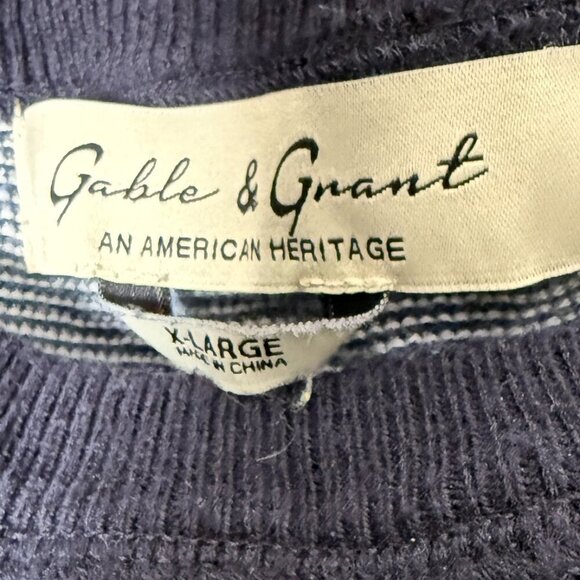 Gable & Grant
AN AMERICAN HERITAGE
X-LARGE
MADE IN CHINA